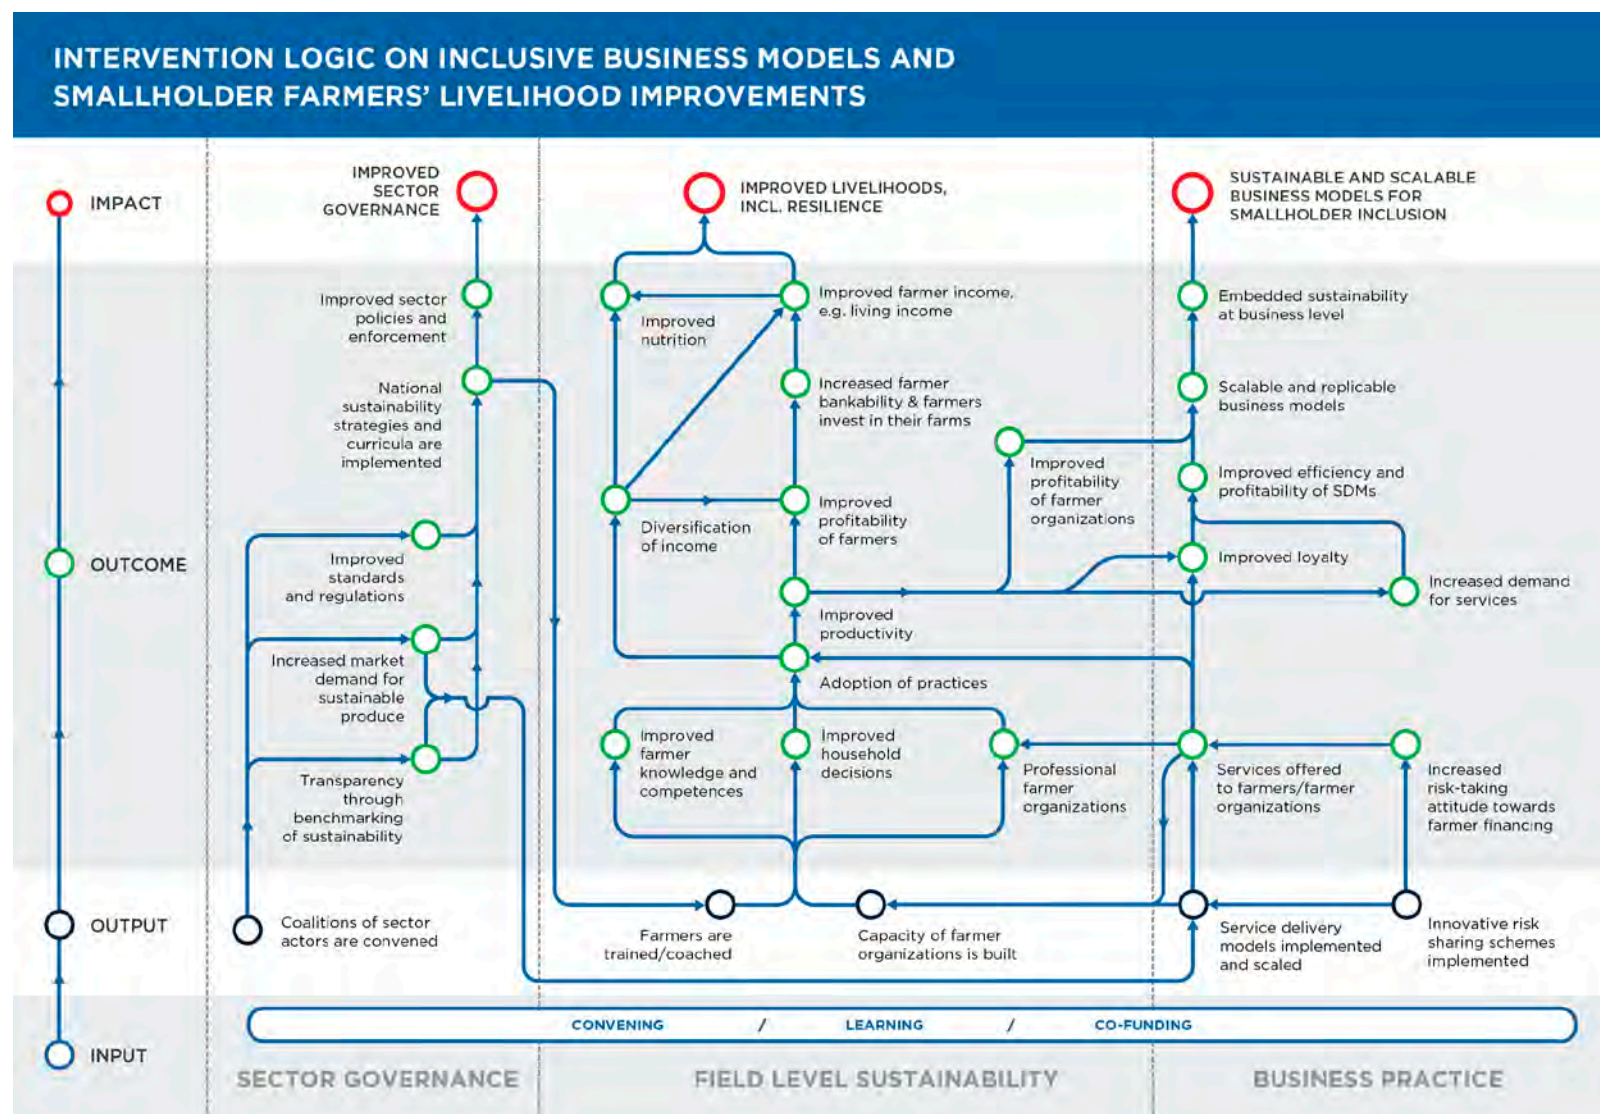 INTERVENTION LOGIC ON INCLUSIVE BUSINESS MODELS AND
SMALLHOLDER FARMERS' LIVELIHOOD IMPROVEMENTS
IMPACT
OUTCOME
OUTPUT
INPUT
IMPROVED
SECTOR
GOVERNANCE
Improved sector
policies and
enforcement
National
sustainability
strategies and
curricula are
implemented
Improved
standards
and regulations
Increased market
demand for
sustainable
produce
Transparency
through
benchmarking
of sustainability
Coalitions of sector
actors are convened
IMPROVED LIVELIHOODS,
INCL. RESILIENCE
Improved
nutrition
Improved farmer income,
e.g. living income
Increased farmer
bankability & farmers
invest in their farms
Diversification
of income
Improved
profitability
of farmers
Improved
profitability
of farmer
organizations
Improved
productivity
Adoption of practices
Improved
farmer
knowledge and
competences
Improved
household
decisions
Professional
farmer
organizations
Farmers are
trained/coached
Capacity of farmer
organizations is built
SUSTAINABLE AND SCALABLE
BUSINESS MODELS FOR
SMALLHOLDER INCLUSION
Embedded sustainability
at business level
Scalable and replicable
business models
Improved efficiency and
profitability of SDMs
Improved loyalty
Increased demand
for services
Services offered
to farmers/farmer
organizations
Increased
risk-taking
attitude towards
farmer financing
Service delivery
models implemented
and scaled
Innovative risk
sharing schemes
implemented
CONVENING / LEARNING / CO-FUNDING
SECTOR GOVERNANCE
FIELD LEVEL SUSTAINABILITY
BUSINESS PRACTICE